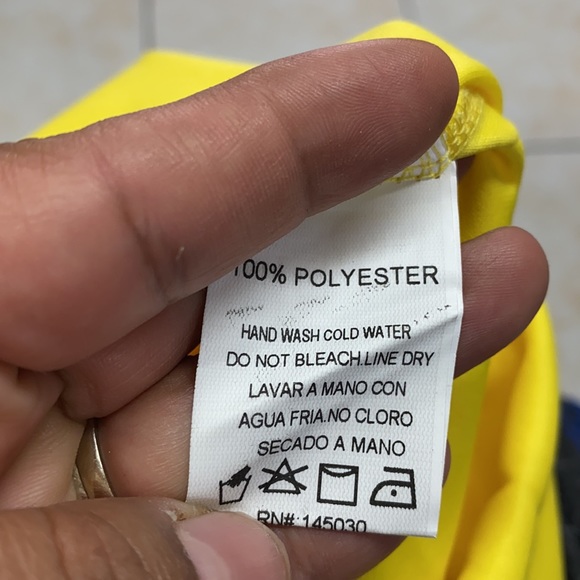 100% POLYESTER
HAND WASH COLD WATER
DO NOT BLEACH.LINE DRY
LAVAR A MANO CON
AGUA FRIA.NO CLORO
SECADO A MANO
RN#:145030